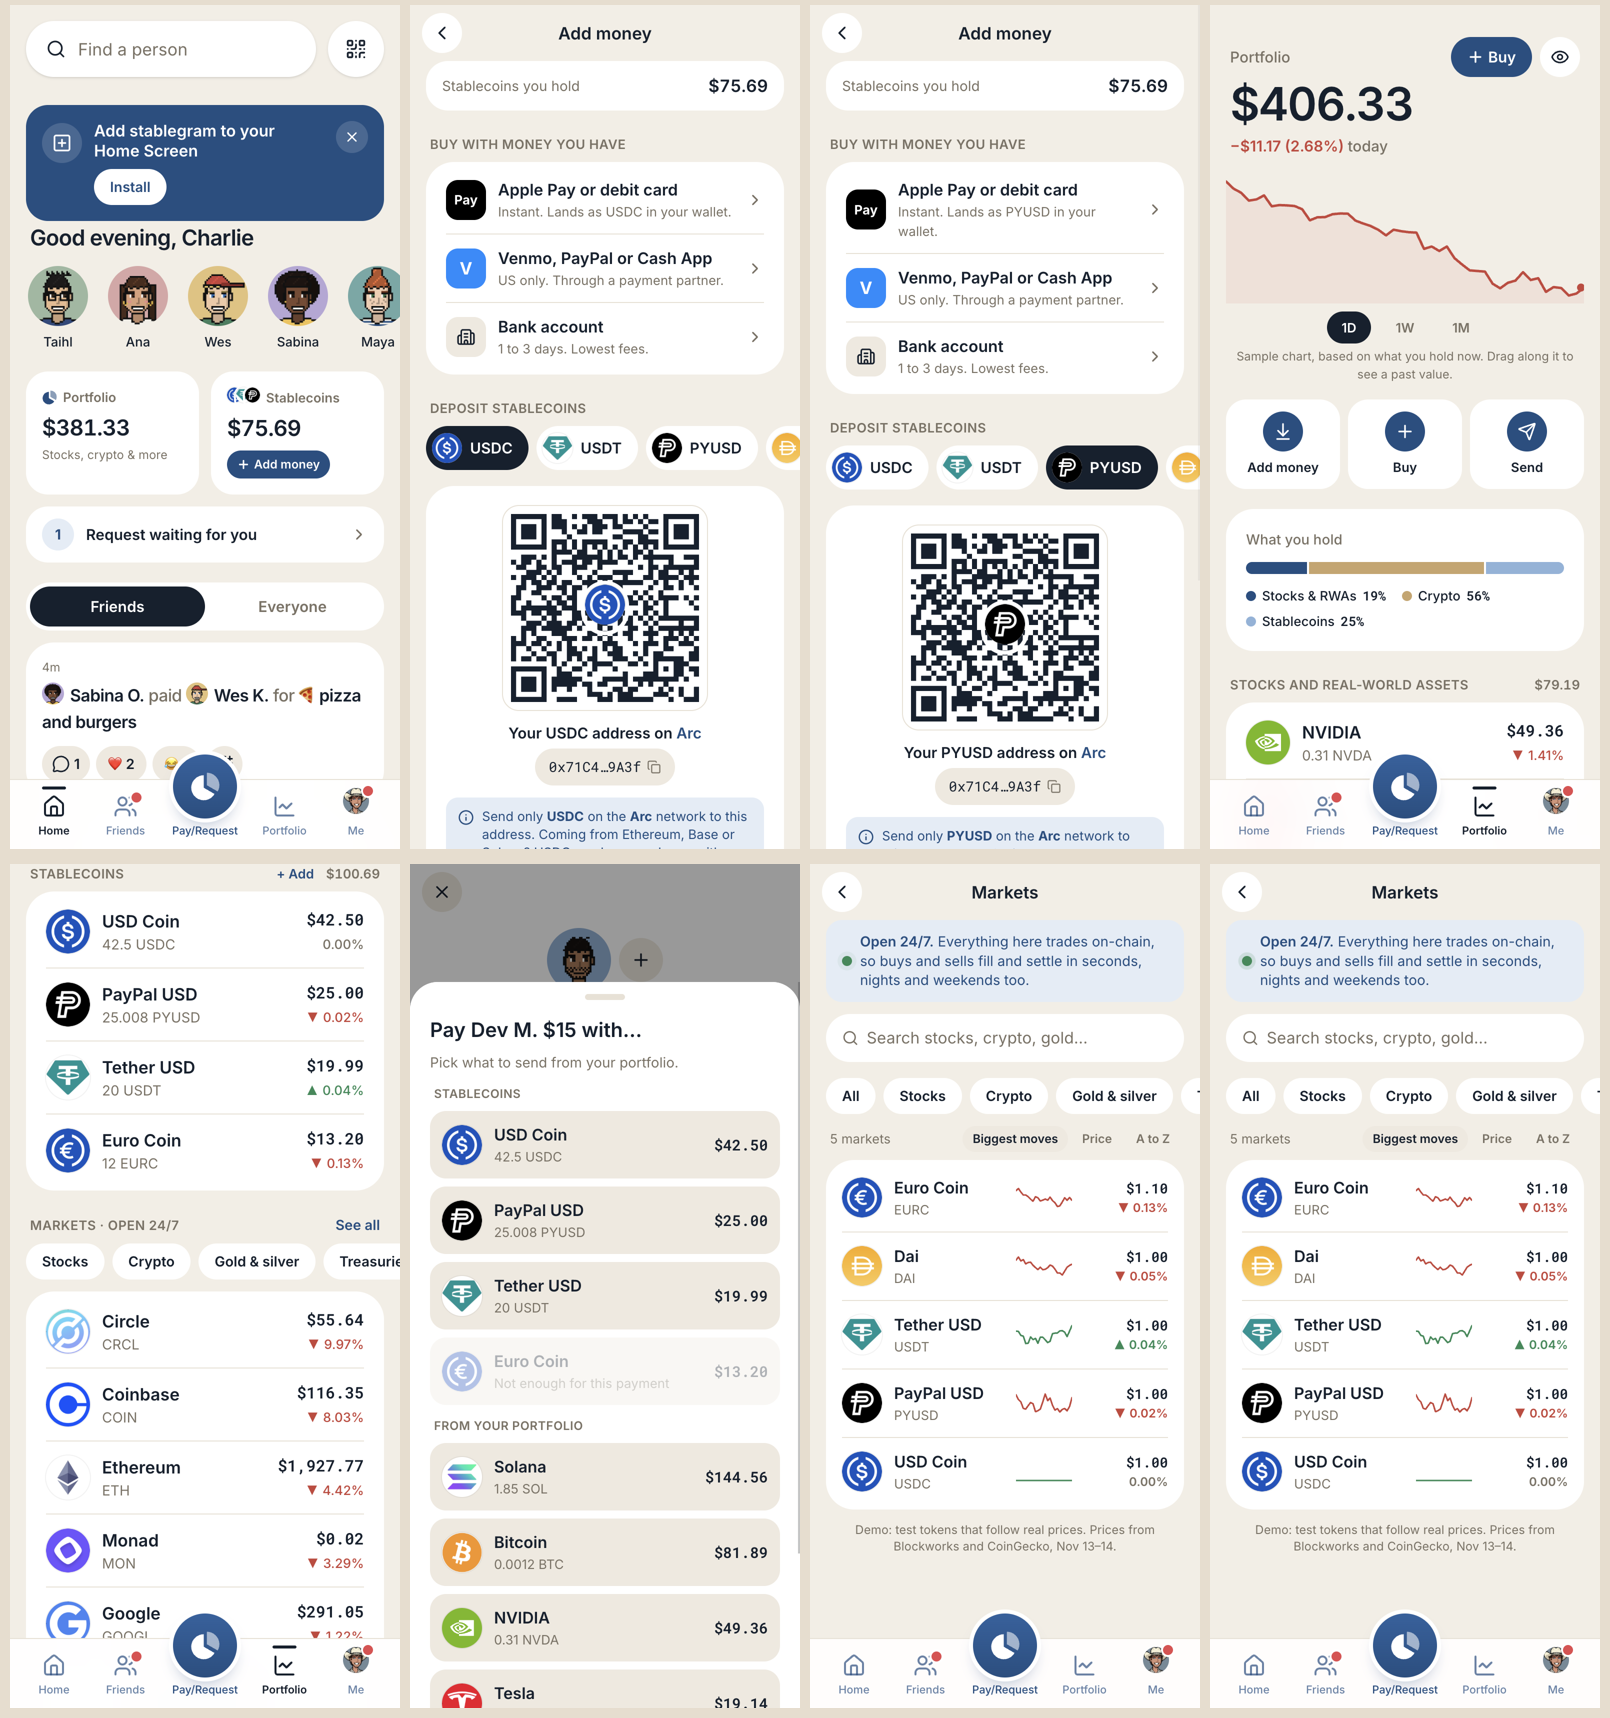 Find a person
Add stablegram to your
Home Screen
Install
Good evening, Charlie
Taihl
Ana
Wes
Sabina
Maya
Portfolio
$381.33
Stocks, crypto & more
Stablecoins
$75.69
+ Add money
1
Request waiting for you
Friends
Everyone
4m
Sabina O. paid Wes K. for 🍕 pizza
and burgers
1
2
Home
Friends
Pay/Request
Portfolio
Me
Add money
Stablecoins you hold
$75.69
BUY WITH MONEY YOU HAVE
Pay
Apple Pay or debit card
Instant. Lands as USDC in your wallet.
V
Venmo, PayPal or Cash App
US only. Through a payment partner.
Bank account
1 to 3 days. Lowest fees.
DEPOSIT STABLECOINS
USDC
USDT
PYUSD
Your USDC address on Arc
0x71C4…9A3f
Send only USDC on the Arc network to this
address. Coming from Ethereum, Base or
Add money
Stablecoins you hold
$75.69
BUY WITH MONEY YOU HAVE
Pay
Apple Pay or debit card
Instant. Lands as PYUSD in your
wallet.
V
Venmo, PayPal or Cash App
US only. Through a payment partner.
Bank account
1 to 3 days. Lowest fees.
DEPOSIT STABLECOINS
USDC
USDT
PYUSD
Your PYUSD address on Arc
0x71C4…9A3f
Send only PYUSD on the Arc network to
Portfolio
+ Buy
$406.33
−$11.17 (2.68%) today
1D
1W
1M
Sample chart, based on what you hold now. Drag along it to
see a past value.
Add money
Buy
Send
What you hold
Stocks & RWAs 19%
Crypto 56%
Stablecoins 25%
STOCKS AND REAL-WORLD ASSETS
$79.19
NVIDIA
$49.36
0.31 NVDA
▼ 1.41%
Home
Friends
Pay/Request
Portfolio
Me
STABLECOINS
+ Add
$100.69
USD Coin
$42.50
42.5 USDC
0.00%
PayPal USD
$25.00
25.008 PYUSD
▼ 0.02%
Tether USD
$19.99
20 USDT
▲ 0.04%
Euro Coin
$13.20
12 EURC
▼ 0.13%
MARKETS · OPEN 24/7
See all
Stocks
Crypto
Gold & silver
Treasurie
Circle
$55.64
CRCL
▼ 9.97%
Coinbase
$116.35
COIN
▼ 8.03%
Ethereum
$1,927.77
ETH
▼ 4.42%
Monad
$0.02
MON
▼ 3.29%
Google
$291.05
GOOGL
▼ 1.22%
Home
Friends
Pay/Request
Portfolio
Me
Pay Dev M. $15 with…
Pick what to send from your portfolio.
STABLECOINS
USD Coin
42.5 USDC
$42.50
PayPal USD
25.008 PYUSD
$25.00
Tether USD
20 USDT
$19.99
Euro Coin
Not enough for this payment
$13.20
FROM YOUR PORTFOLIO
Solana
1.85 SOL
$144.56
Bitcoin
0.0012 BTC
$81.89
NVIDIA
0.31 NVDA
$49.36
Tesla
$19.14
Markets
Open 24/7. Everything here trades on-chain,
so buys and sells fill and settle in seconds,
nights and weekends too.
Search stocks, crypto, gold…
All
Stocks
Crypto
Gold & silver
5 markets
Biggest moves
Price
A to Z
Euro Coin
$1.10
EURC
▼ 0.13%
Dai
$1.00
DAI
▼ 0.05%
Tether USD
$1.00
USDT
▲ 0.04%
PayPal USD
$1.00
PYUSD
▼ 0.02%
USD Coin
$1.00
USDC
0.00%
Demo: test tokens that follow real prices. Prices from
Blockworks and CoinGecko, Nov 13–14.
Home
Friends
Pay/Request
Portfolio
Me
Markets
Open 24/7. Everything here trades on-chain,
so buys and sells fill and settle in seconds,
nights and weekends too.
Search stocks, crypto, gold…
All
Stocks
Crypto
Gold & silver
5 markets
Biggest moves
Price
A to Z
Euro Coin
$1.10
EURC
▼ 0.13%
Dai
$1.00
DAI
▼ 0.05%
Tether USD
$1.00
USDT
▲ 0.04%
PayPal USD
$1.00
PYUSD
▼ 0.02%
USD Coin
$1.00
USDC
0.00%
Demo: test tokens that follow real prices. Prices from
Blockworks and CoinGecko, Nov 13–14.
Home
Friends
Pay/Request
Portfolio
Me